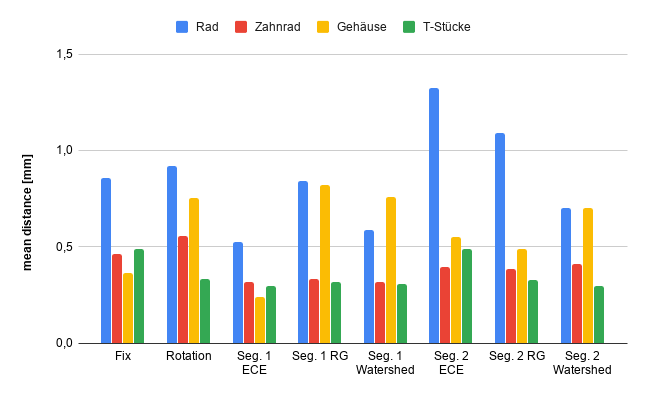 Rad Zahnrad Gehäuse T-Stücke
1,5
1,0
0,5
0,0
mean distance [mm]
Fix Rotation Seg. 1 ECE Seg. 1 RG Seg. 1 Watershed Seg. 2 ECE Seg. 2 RG Seg. 2 Watershed